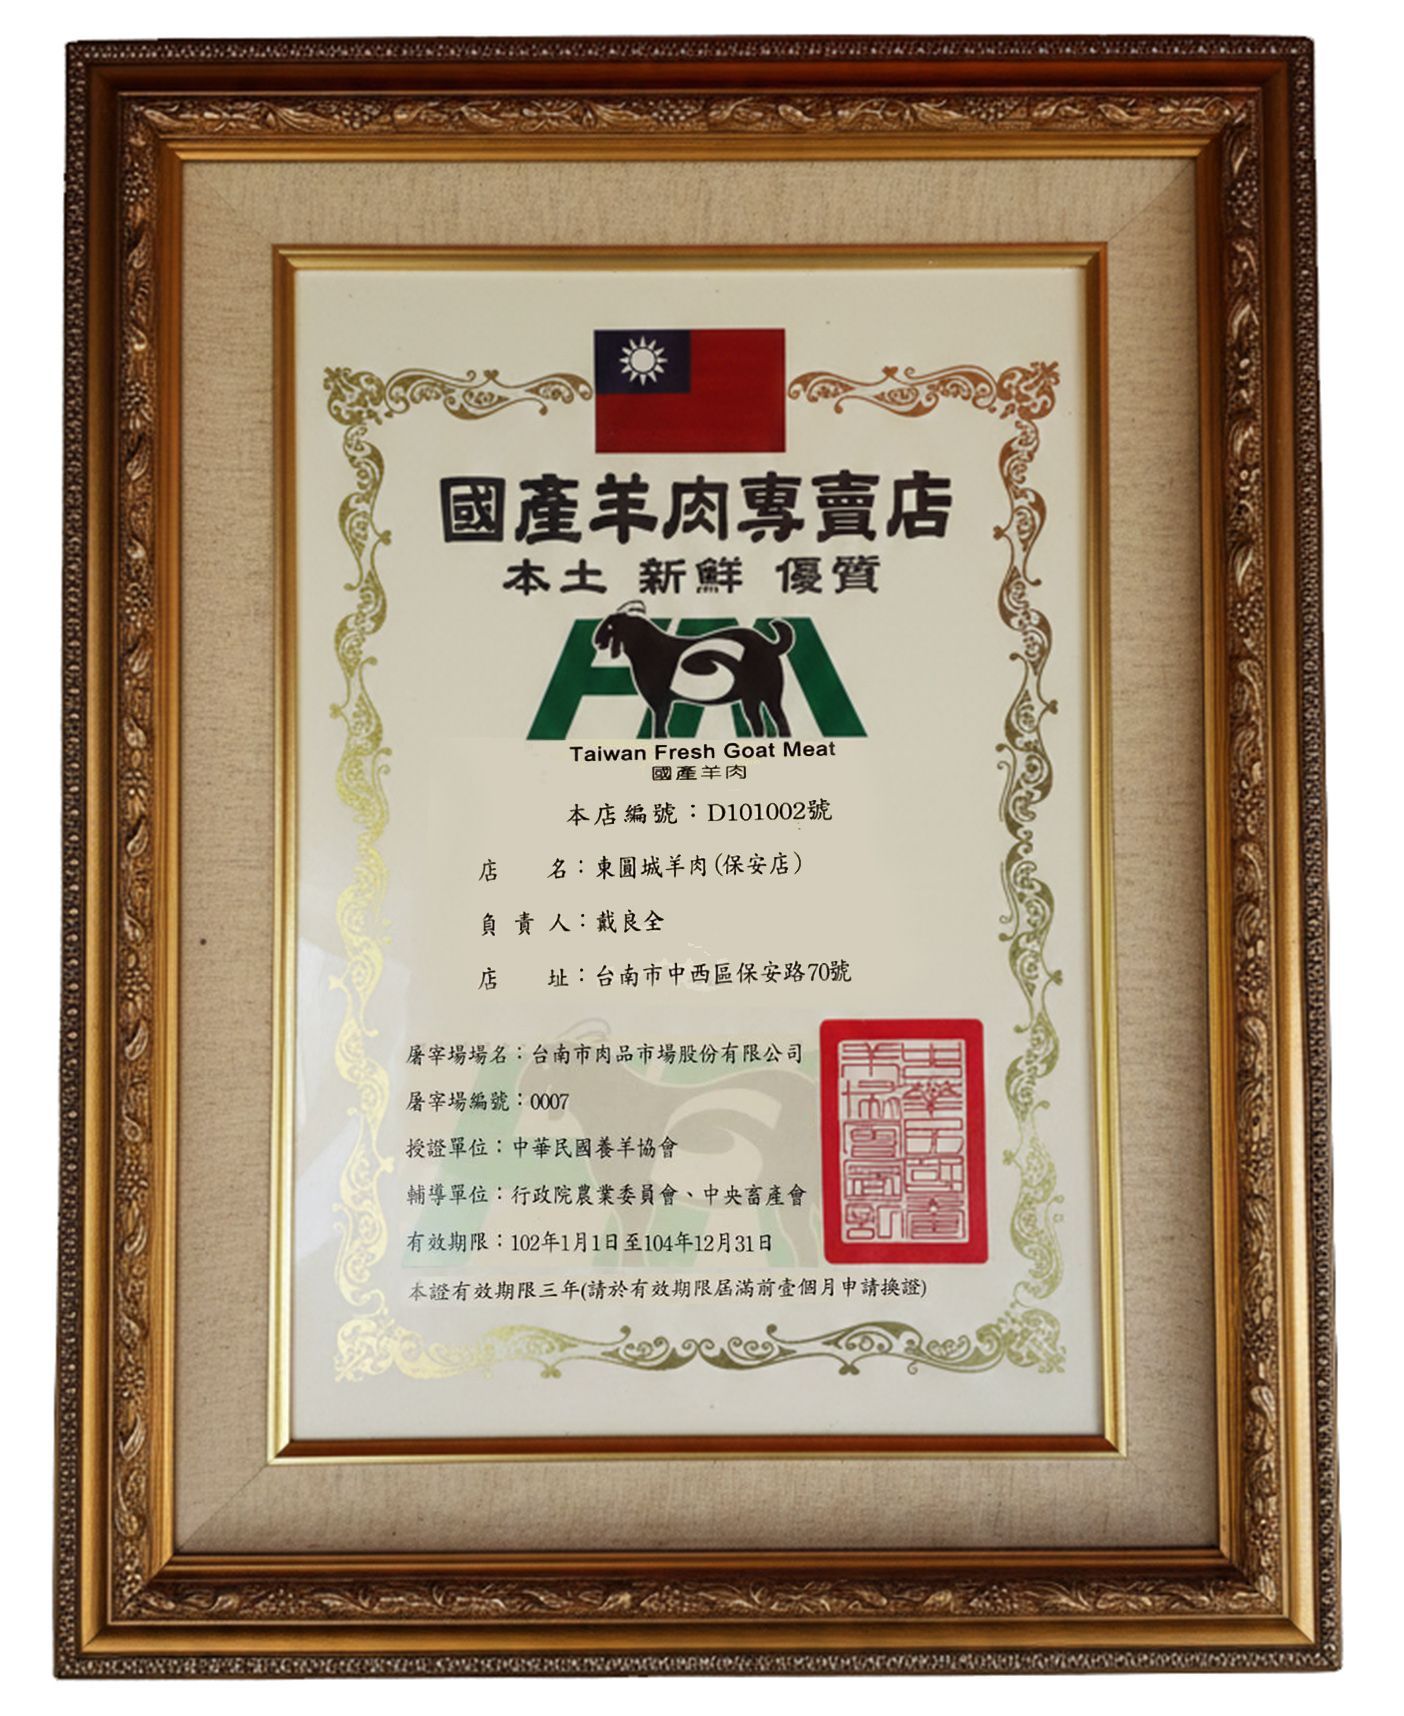 國產羊肉專賣店
本土 新鮮 優質
Taiwan Fresh Goat Meat
國產羊肉
本店編號：D101002號
店 名：東圓城羊肉(保安店)
負責人：戴良全
店 址：台南市中西區保安路70號
屠宰場場名：台南市肉品市場股份有限公司
屠宰場編號：0007
授證單位：中華民國養羊協會
輔導單位：行政院農業委員會、中央畜產會
有效期限：102年1月1日至104年12月31日
本證有效期限三年(請於有效期限屆滿前壹個月申請換證)